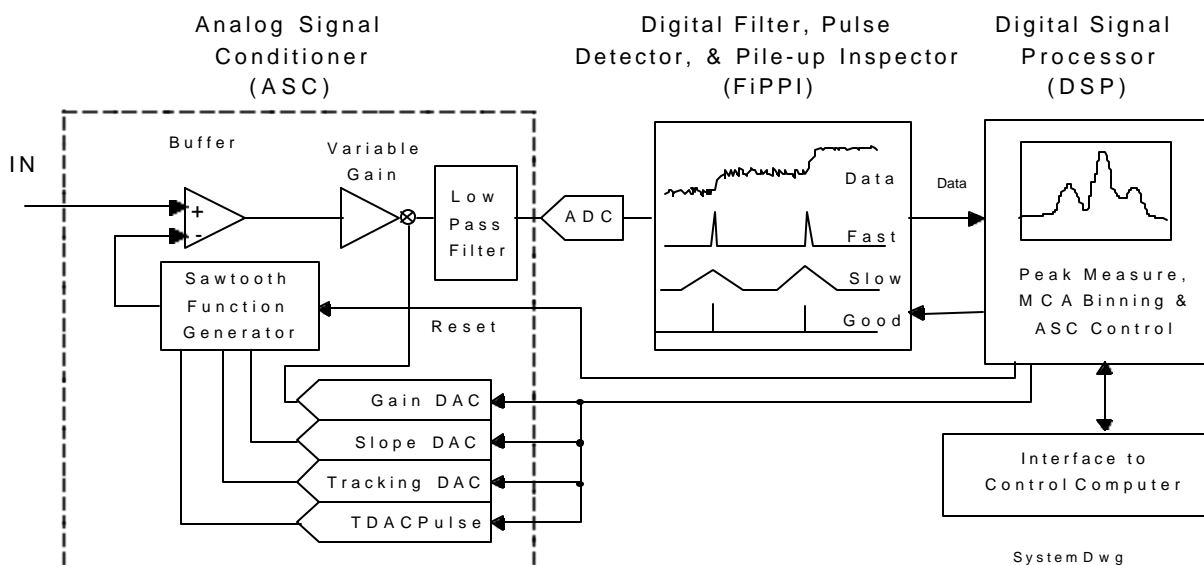 Analog Signal
Conditioner
(ASC)
Digital Filter, Pulse
Detector, & Pile-up Inspector
(FiPPI)
Digital Signal
Processor
(DSP)
IN
Buffer
Variable
Gain
+
-
Low
Pass
Filter
ADC
Sawtooth
Function
Generator
Reset
Gain DAC
Slope DAC
Tracking DAC
TDACPulse
Data
Fast
Slow
Good
Data
Peak Measure,
MCA Binning &
ASC Control
Interface to
Control Computer
SystemDwg